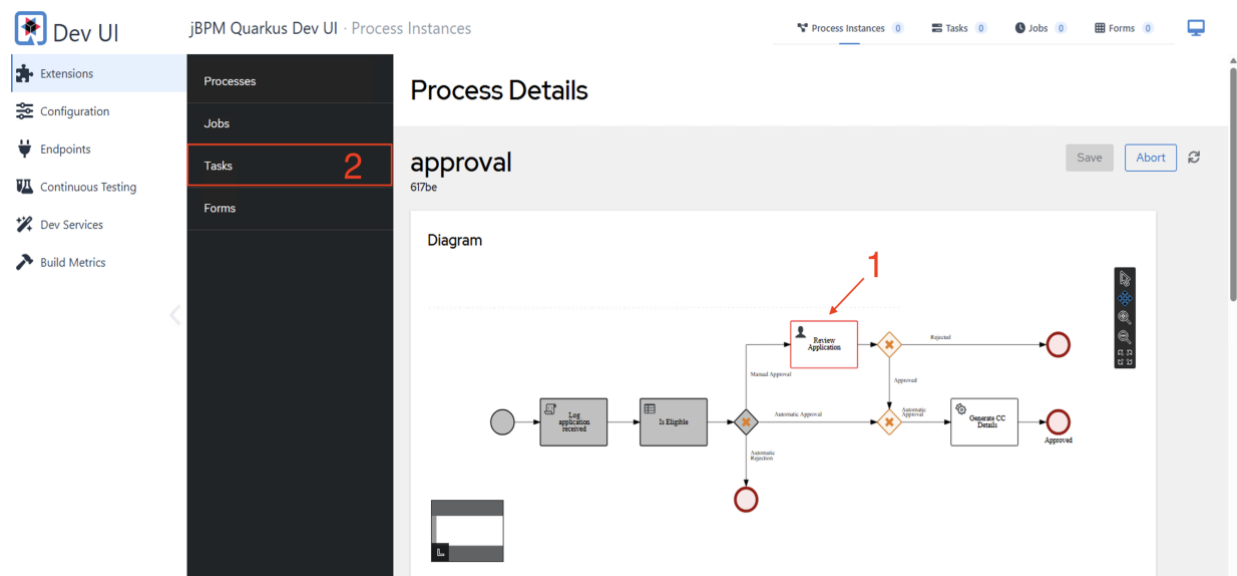 Dev UI
jBPM Quarkus Dev UI · Process Instances
Process Instances 0
Tasks 0
Jobs 0
Forms 0
Extensions
Configuration
Endpoints
Continuous Testing
Dev Services
Build Metrics
Processes
Jobs
Tasks 2
Forms
Process Details
approval
617be
Save
Abort
Diagram
1
Review
Application
Rejected
Manual Approval
Approval
Log
application
received
Is Eligible
Automatic Approval
Automatic
Approval
Generate CC
Details
Approved
Automatic
Rejection